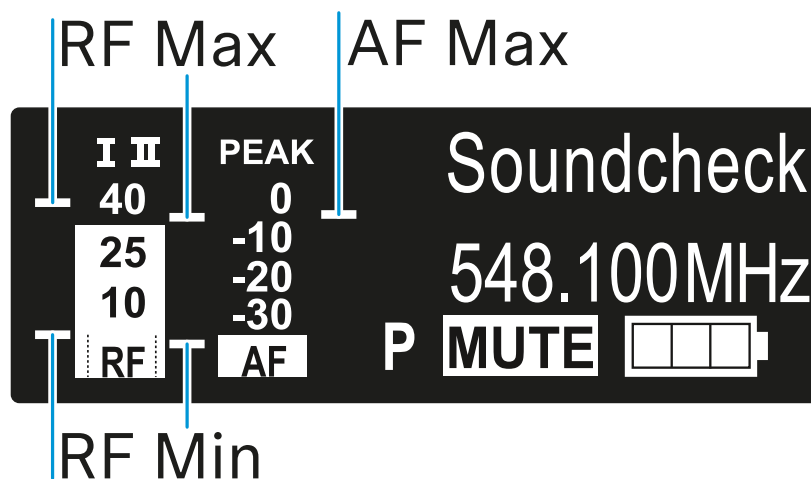 RF Max AF Max
I II PEAK Soundcheck
40 0
25 -10
10 -20 548.100MHz
-30
RF AF P MUTE
RF Min